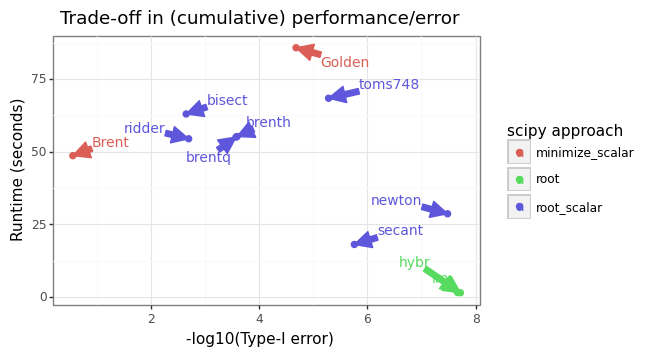 Trade-off in (cumulative) performance/error
Runtime (seconds)
75
50
25
0
Golden
toms748
bisect
ridder
brenth
Brent
brentq
newton
secant
hybr
2
4
6
8
-log10(Type-I error)
scipy approach
minimize_scalar
root
root_scalar